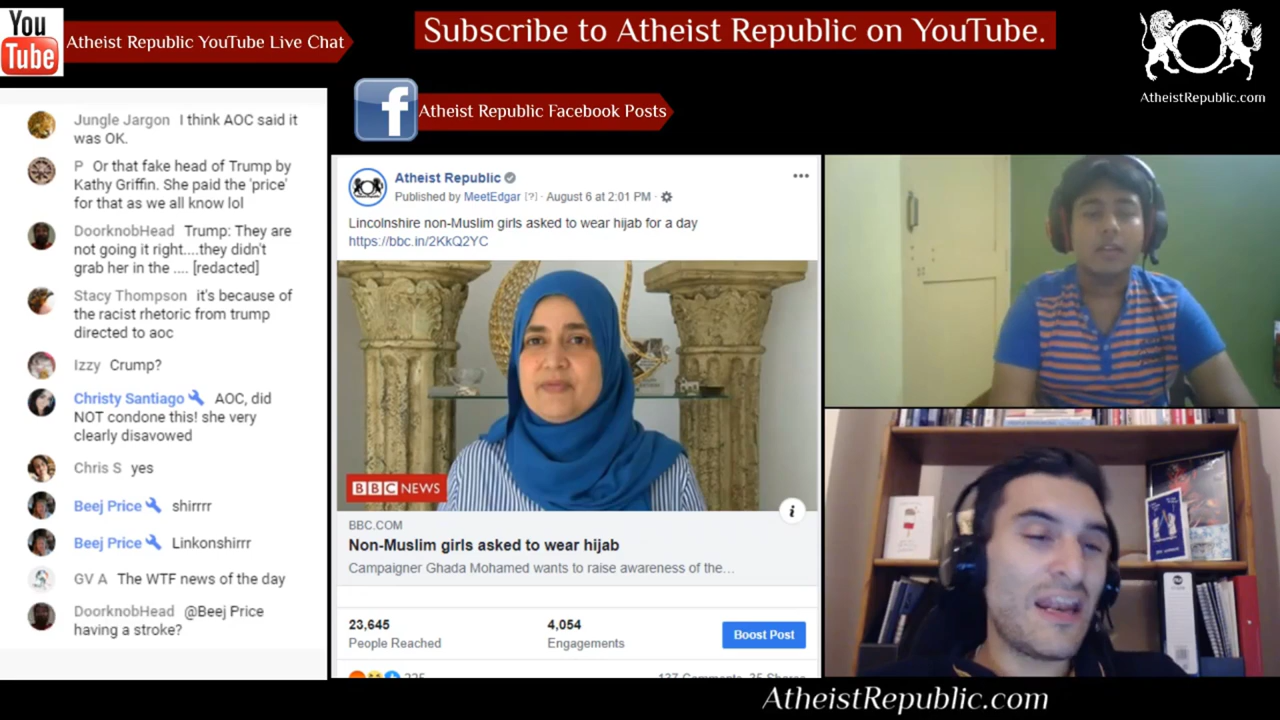 You
Tube
Atheist Republic YouTube Live Chat
Subscribe to Atheist Republic on YouTube.
AtheistRepublic.com
f
Atheist Republic Facebook Posts
Jungle Jargon I think AOC said it
was OK.
P Or that fake head of Trump by
Kathy Griffin. She paid the 'price'
for that as we all know lol
DoorknobHead Trump: They are
not going it right....they didn't
grab her in the .... [redacted]
Stacy Thompson it's because of
the racist rhetoric from trump
directed to aoc
Izzy Crump?
Christy Santiago AOC, did
NOT condone this! she very
clearly disavowed
Chris S yes
Beej Price shirrrr
Beej Price Linkonshirrr
GV A The WTF news of the day
DoorknobHead @Beej Price
having a stroke?
Atheist Republic
Published by MeetEdgar [?] · August 6 at 2:01 PM ·
Lincolnshire non-Muslim girls asked to wear hijab for a day
https://bbc.in/2KkQ2YC
BBC NEWS
i
BBC.COM
Non-Muslim girls asked to wear hijab
Campaigner Ghada Mohamed wants to raise awareness of the...
23,645
People Reached
4,054
Engagements
Boost Post
AtheistRepublic.com